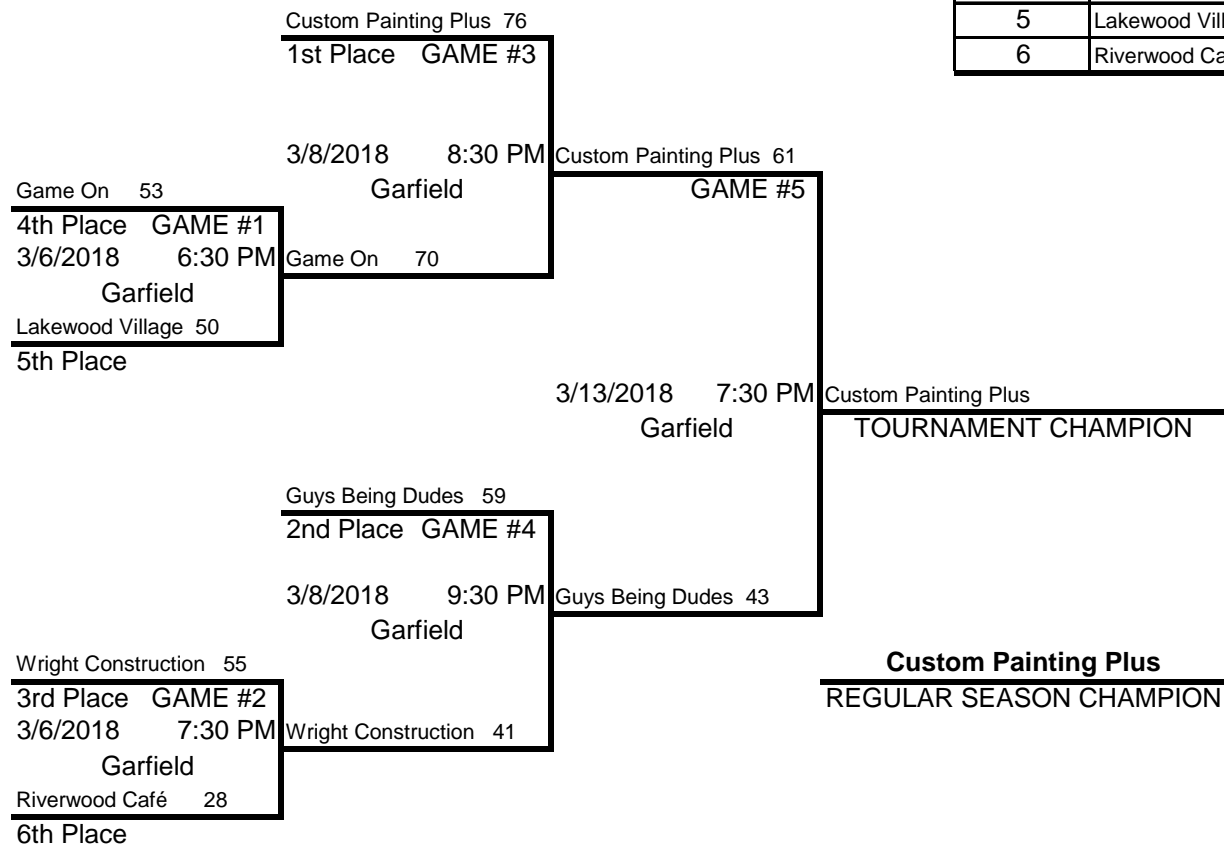 Custom Painting Plus 76
5 Lakewood Vill
1st Place GAME #3
6 Riverwood Ca
3/8/2018 8:30 PM Custom Painting Plus 61
Game On 53
Garfield
GAME #5
4th Place GAME #1
3/6/2018 6:30 PM Game On 70
Garfield
Lakewood Village 50
5th Place
3/13/2018 7:30 PM Custom Painting Plus
Garfield
TOURNAMENT CHAMPION
Guys Being Dudes 59
2nd Place GAME #4
3/8/2018 9:30 PM Guys Being Dudes 43
Garfield
Wright Construction 55
Custom Painting Plus
3rd Place GAME #2
REGULAR SEASON CHAMPION
3/6/2018 7:30 PM Wright Construction 41
Garfield
Riverwood Café 28
6th Place